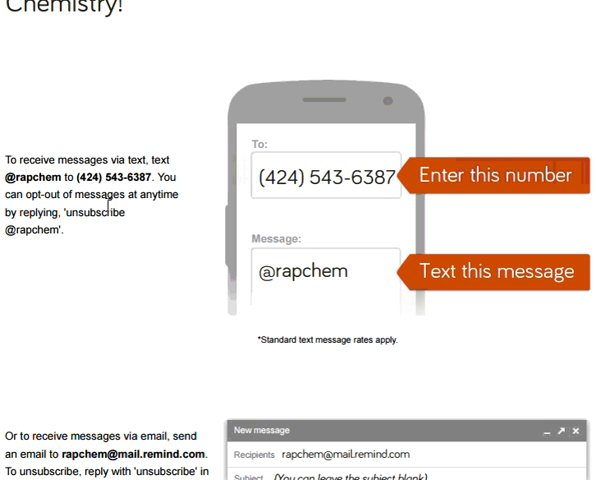 Chemistry!
To receive messages via text, text
@rapchem to (424) 543-6387. You
can opt-out of messages at anytime
by replying, 'unsubscribe
@rapchem'.
To:
(424) 543-6387
Enter this number
Message:
@rapchem
Text this message
*Standard text message rates apply.
Or to receive messages via email, send
an email to rapchem@mail.remind.com.
To unsubscribe, reply with 'unsubscribe' in
New message
Recipients rapchem@mail.remind.com
Subject (You can leave the subject blank)